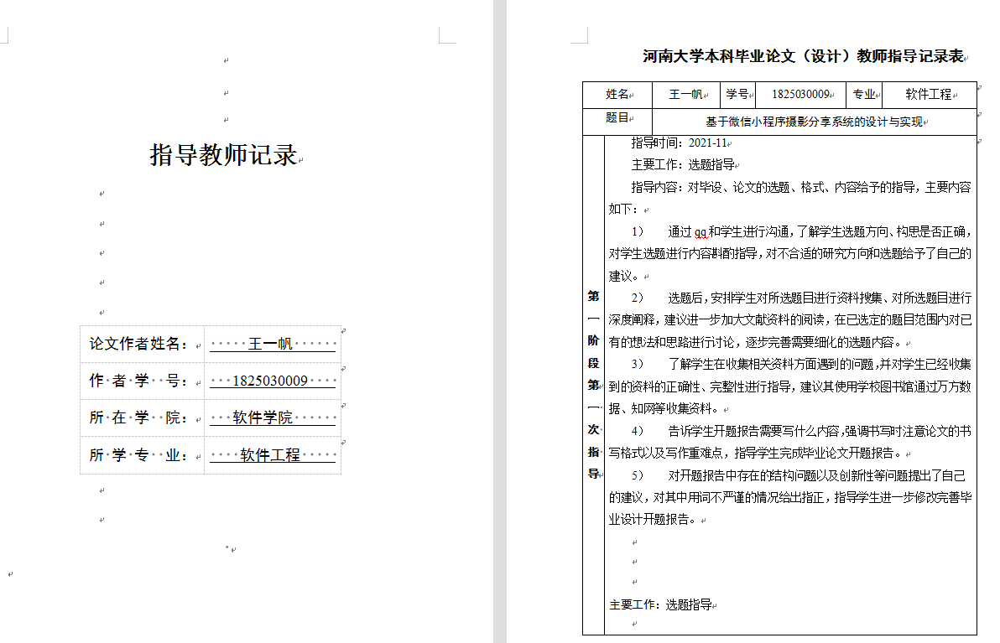 指导教师记录
论文作者姓名： 王一帆
作 者 学 号： 1825030009
所 在 学 院： 软件学院
所 学 专 业： 软件工程
河南大学本科毕业论文（设计）教师指导记录表
姓名 王一帆 学号 1825030009 专业 软件工程
题目 基于微信小程序摄影分享系统的设计与实现
第一阶段第一次指导
指导时间：2021-11
主要工作：选题指导
指导内容：对毕设、论文的选题、格式、内容给予的指导，主要内容
如下：
1） 通过 qq 和学生进行沟通，了解学生选题方向、构思是否正确，
对学生选题进行内容斟酌指导，对不合适的研究方向和选题给予了自己的
建议。
2） 选题后，安排学生对所选题目进行资料搜集、对所选题目进行
深度阐释，建议进一步加大文献资料的阅读，在已选定的题目范围内对已
有的想法和思路进行讨论，逐步完善需要细化的选题内容。
3） 了解学生在收集相关资料方面遇到的问题，并对学生已经收集
到的资料的正确性、完整性进行指导，建议其使用学校图书馆通过万方数
据、知网等收集资料。
4） 告诉学生开题报告需要写什么内容，强调书写时注意论文的书
写格式以及写作重难点，指导学生完成毕业论文开题报告。
5） 对开题报告中存在的结构问题以及创新性等问题提出了自己
的建议，对其中用词不严谨的情况给出指正，指导学生进一步修改完善毕
业设计开题报告。
主要工作：选题指导